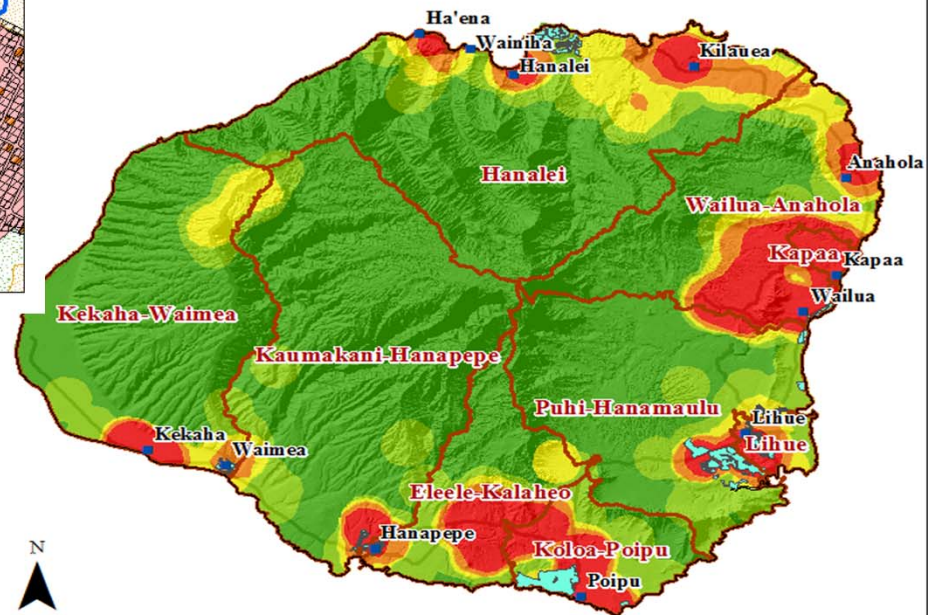 Ha'ena
Wainiha
Hanalei
Kilauea
Anahola
Hanalei
Wailua-Anahola
Kapaa
Kapaa
Wailua
Kekaha-Waimea
Kaumakani-Hanapepe
Puhi-Hanamaulu
Lihue
Lihue
Kekaha
Waimea
Eleele-Kalaheo
Hanapepe
Koloa-Poipu
Poipu
N